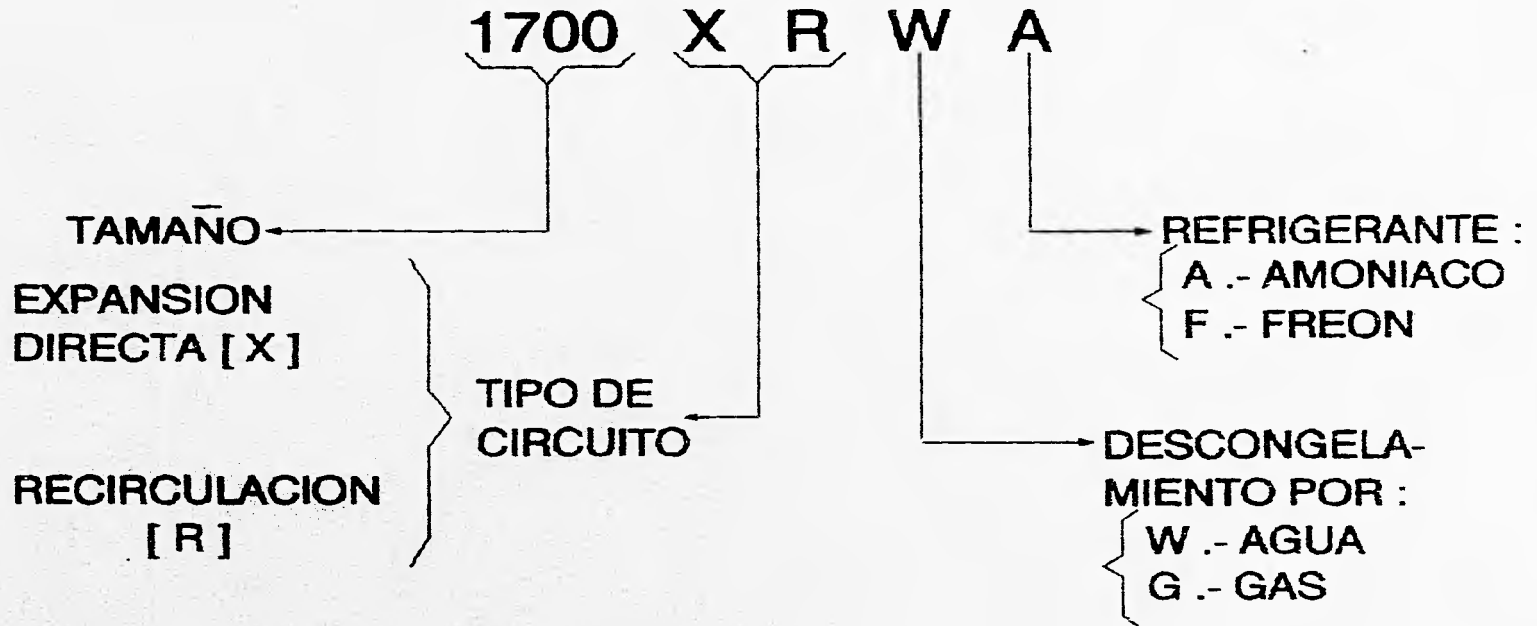 1700 X R W A
TAMAÑO
EXPANSION
DIRECTA [ X ]
RECIRCULACION
[ R ]
TIPO DE
CIRCUITO
REFRIGERANTE :
A .- AMONIACO
F .- FREON
DESCONGELA-
MIENTO POR :
W .- AGUA
G .- GAS